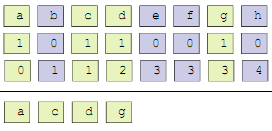 a b c d e f g h
1 0 1 1 0 0 1 0
0 1 1 2 3 3 3 4
a c d g